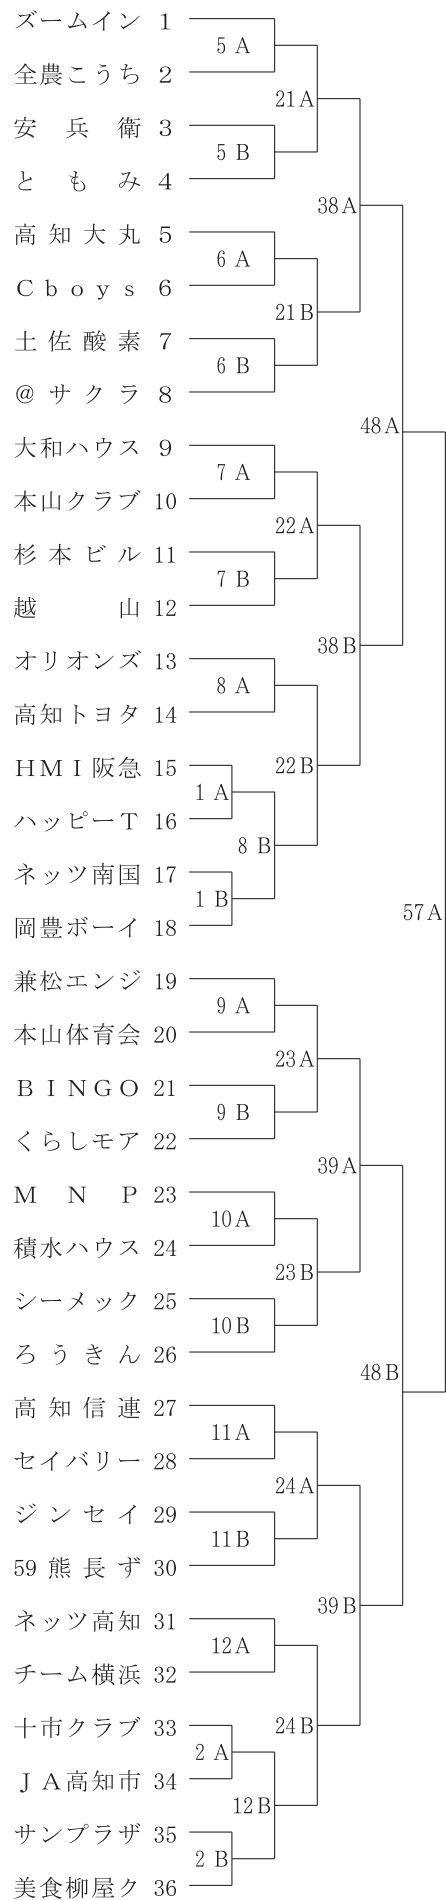 ズームイン 1
5 A
全農こうち 2
21A
安兵衛 3
5 B
ともみ 4
38A
高知大丸 5
6 A
Ｃｂｏｙｓ 6
21B
土佐酸素 7
6 B
＠サクラ 8
48A
大和ハウス 9
7 A
本山クラブ 10
22A
杉本ビル 11
7 B
越山 12
38B
オリオンズ 13
8 A
高知トヨタ 14
ＨＭＩ阪急 15
22B
1 A
ハッピーＴ 16
8 B
ネッツ南国 17
1 B
57A
岡豊ボーイ 18
兼松エンジ 19
9 A
本山体育会 20
23A
ＢＩＮＧＯ 21
9 B
くらしモア 22
39A
ＭＮＰ 23
10A
積水ハウス 24
23B
シーメック 25
10B
ろうきん 26
48B
高知信連 27
11A
セイバリー 28
24A
ジンセイ 29
11B
59熊長ず 30
39B
ネッツ高知 31
12A
チーム横浜 32
十市クラブ 33
24B
2 A
ＪＡ高知市 34
12B
サンプラザ 35
2 B
美食柳屋ク 36